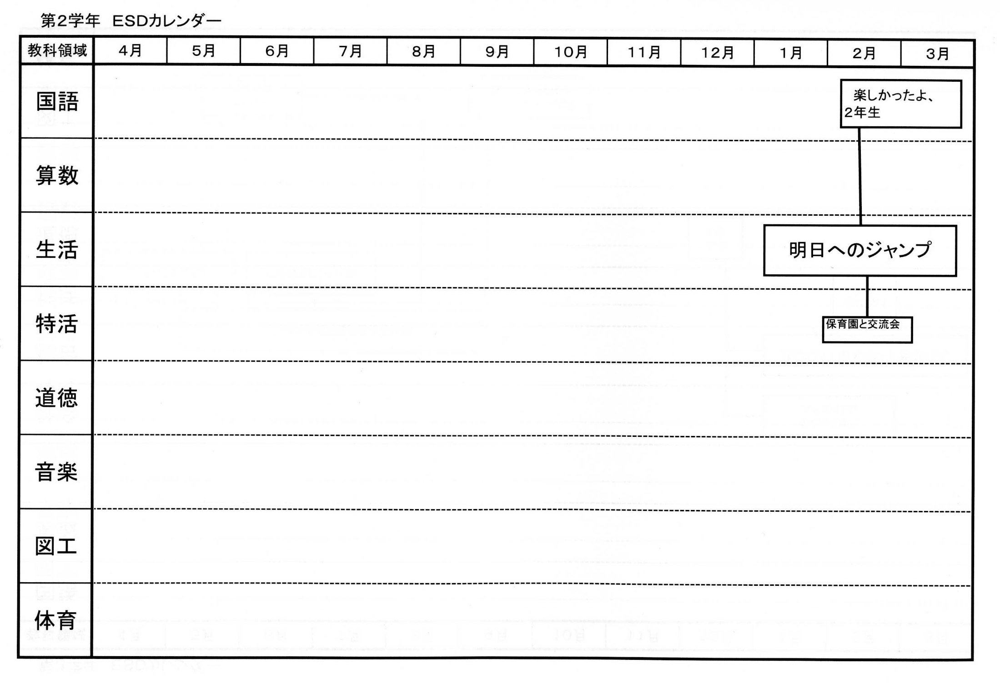 第2学年 ESDカレンダー
教科領域 4月 5月 6月 7月 8月 9月 10月 11月 12月 1月 2月 3月
国語
楽しかったよ、
2年生
算数
生活
明日へのジャンプ
特活
保育園と交流会
道徳
音楽
図工
体育